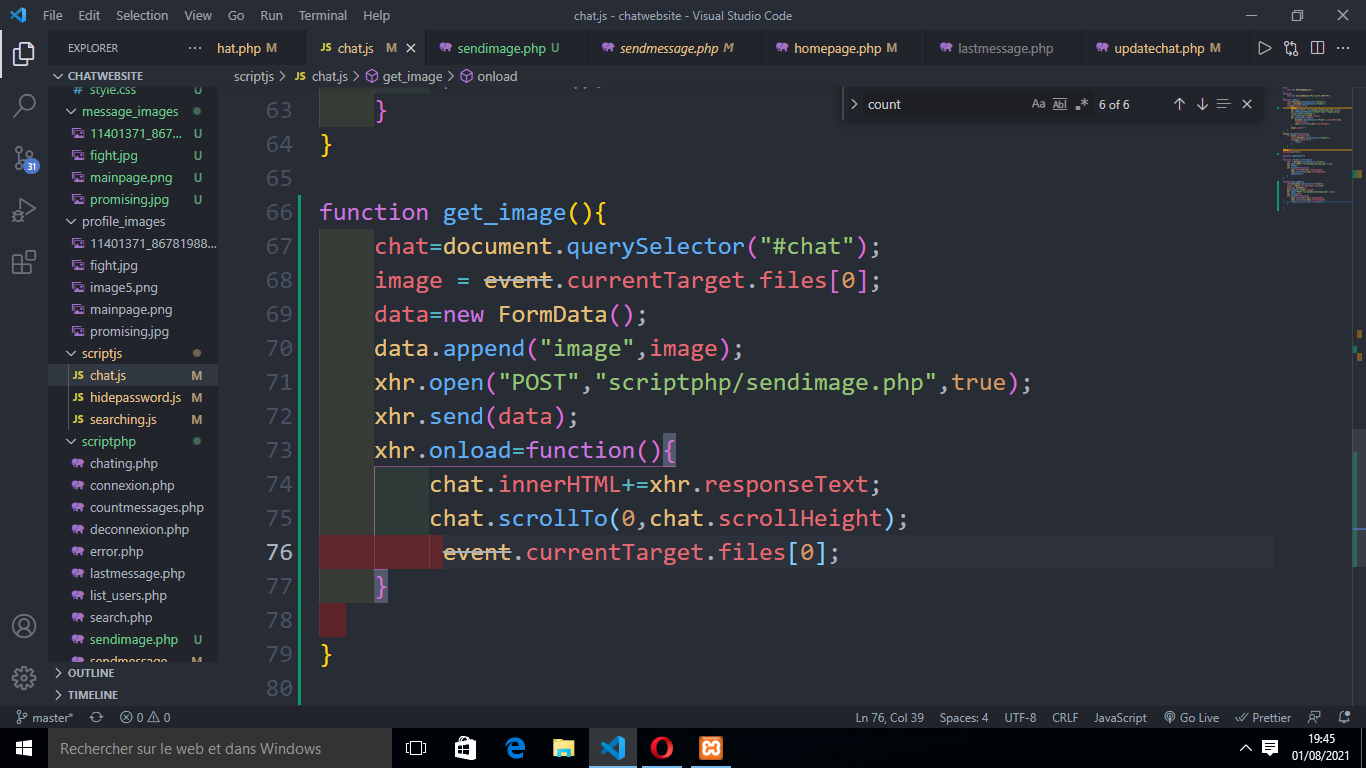 File Edit Selection View Go Run Terminal Help
chat.js - chatwebsite - Visual Studio Code
EXPLORER ...
hat.php M
JS chat.js M
sendimage.php U
sendmessage.php M
homepage.php M
lastmessage.php
updatechat.php M
CHATWEBSITE
scriptjs > JS chat.js > get_image > onload
# style.css U
message_images
11401371_867... U
fight.jpg U
mainpage.png U
promising.jpg U
profile_images
11401371_86781988...
fight.jpg
image5.png
mainpage.png
promising.jpg
scriptjs
JS chat.js M
JS hidepassword.js M
JS searching.js M
scriptphp
chating.php
connexion.php
countmessages.php
deconnexion.php
error.php
lastmessage.php
list_users.php
search.php
sendimage.php U
sendmessage... M
OUTLINE
TIMELINE
31
count Aa Ab .* 6 of 6
63 }
64 }
65
66 function get_image(){
67 chat=document.querySelector("#chat");
68 image = event.currentTarget.files[0];
69 data=new FormData();
70 data.append("image",image);
71 xhr.open("POST","scriptphp/sendimage.php",true);
72 xhr.send(data);
73 xhr.onload=function(){
74 chat.innerHTML+=xhr.responseText;
75 chat.scrollTo(0,chat.scrollHeight);
76 event.currentTarget.files[0];
77 }
78
79 }
80
master* 0 0
Ln 76, Col 39 Spaces: 4 UTF-8 CRLF JavaScript Go Live Prettier
Rechercher sur le web et dans Windows
19:45
01/08/2021